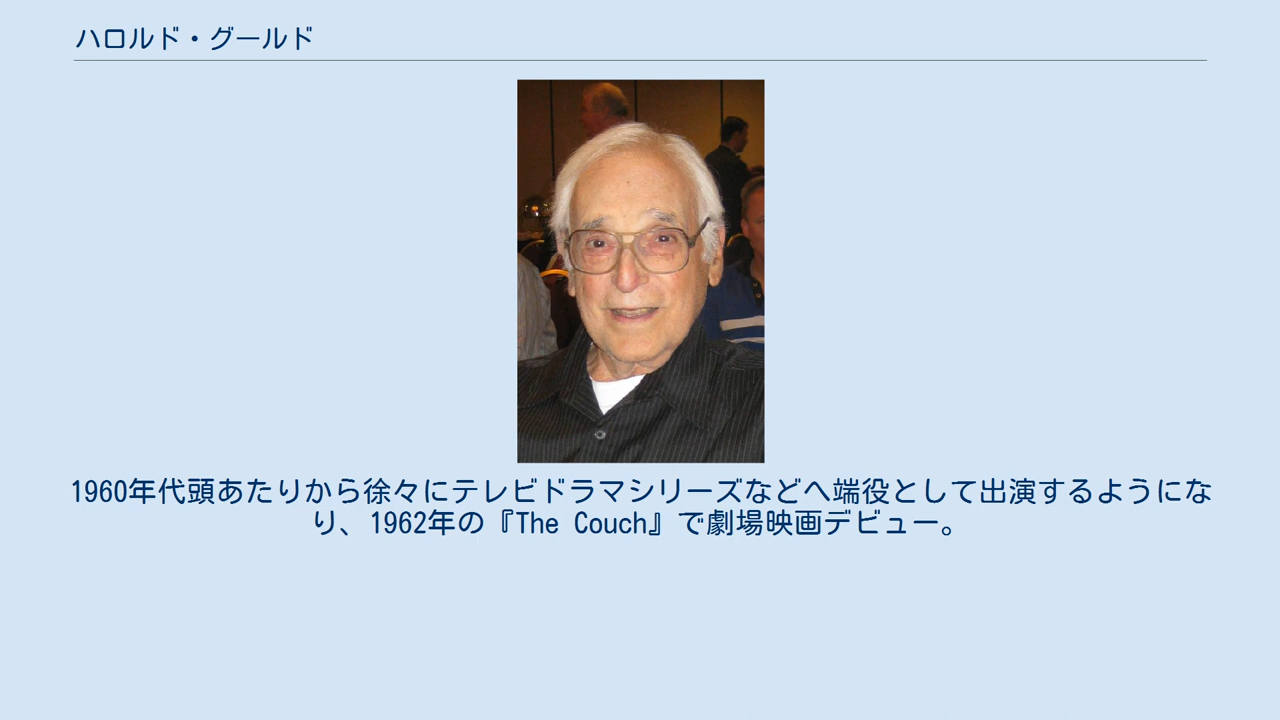 ハロルド・グールド
1960年代頭あたりから徐々にテレビドラマシリーズなどへ端役として出演するようにな
り、1962年の『The Couch』で劇場映画デビュー。